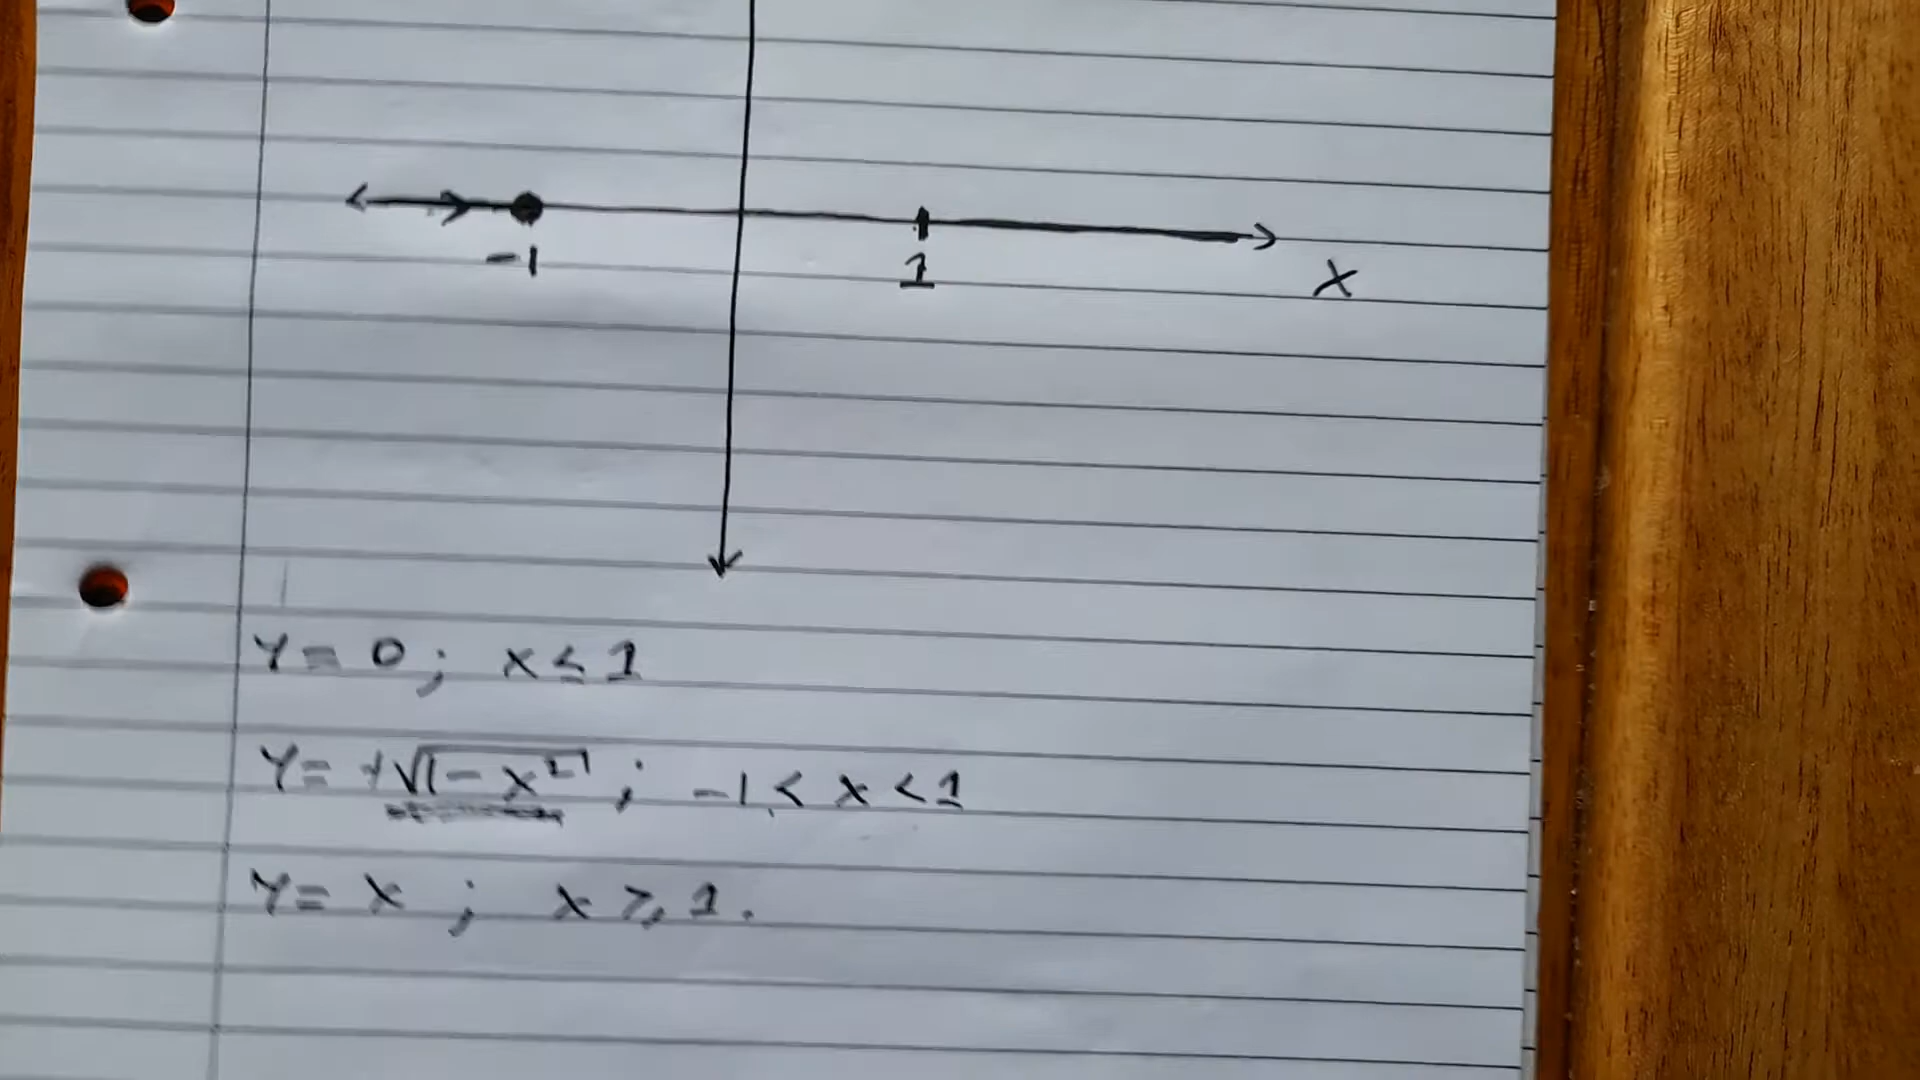 -1
1
x
Y = 0 ; x ≤ 1
Y = +√(1 - x²) ; -1 < x < 1
Y = x ; x ≥ 1.